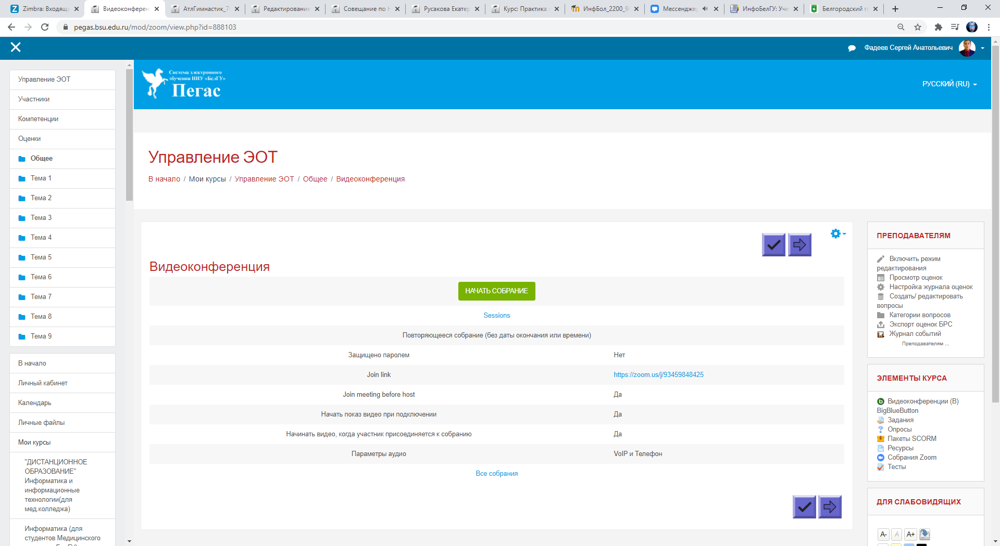 Zimbra: Входящи
Видеоконферен
АтлГимнастик_7
Редактирование
Совещание по
Русакова Екатер
Курс: Практика
ИнфБол_2200_9
Мессендже
ИнфоБелГУ: Уче
Белгородский го
pegas.bsu.edu.ru/mod/zoom/view.php?id=888103
Фадеев Сергей Анатольевич
Система электронного
обучения НИУ «БелГУ»
Пегас
РУССКИЙ (RU)
Управление ЭОТ
Участники
Компетенции
Оценки
Общее
Тема 1
Тема 2
Тема 3
Тема 4
Тема 5
Тема 6
Тема 7
Тема 8
Тема 9
В начало
Личный кабинет
Календарь
Личные файлы
Мои курсы
"ДИСТАНЦИОННОЕ
ОБРАЗОВАНИЕ"
Информатика и
информационные
технологии(для
мед.колледжа)
Информатика (для
студентов Медицинского
Управление ЭОТ
В начало / Мои курсы / Управление ЭОТ / Общее / Видеоконференция
Видеоконференция
НАЧАТЬ СОБРАНИЕ
Sessions
Повторяющееся собрание (без даты окончания или времени)
Защищено паролем Нет
Join link https://zoom.us/j/93459848425
Join meeting before host Да
Начать показ видео при подключении Да
Начинать видео, когда участник присоединяется к собранию Да
Параметры аудио VoIP и Телефон
Все собрания
ПРЕПОДАВАТЕЛЯМ
Включить режим
редактирования
Просмотр оценок
Настройка журнала оценок
Создать/ редактировать
вопросы
Категории вопросов
Экспорт оценок БРС
Журнал событий
Преподавателям ...
ЭЛЕМЕНТЫ КУРСА
Видеоконференции (B)
BigBlueButton
Задания
Опросы
Пакеты SCORM
Ресурсы
Собрания Zoom
Тесты
ДЛЯ СЛАБОВИДЯЩИХ
A- A A+